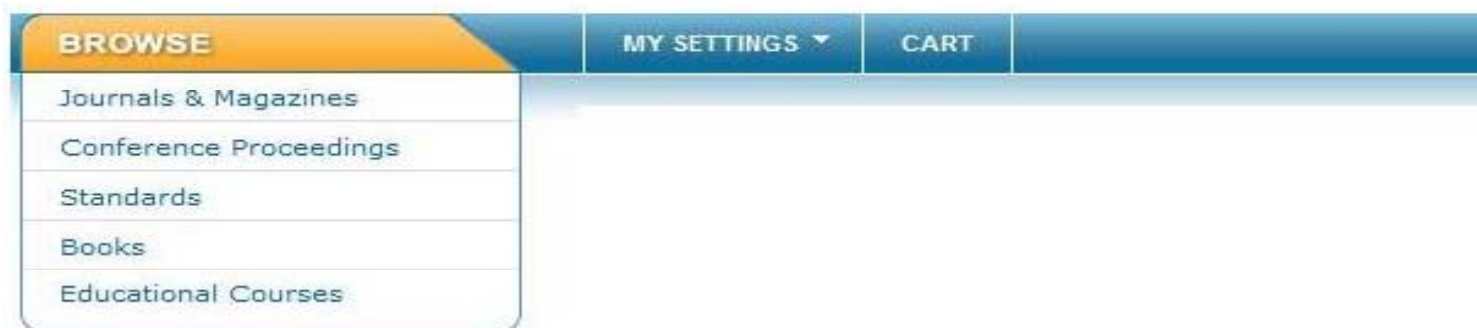 BROWSE MY SETTINGS CART
Journals & Magazines
Conference Proceedings
Standards
Books
Educational Courses